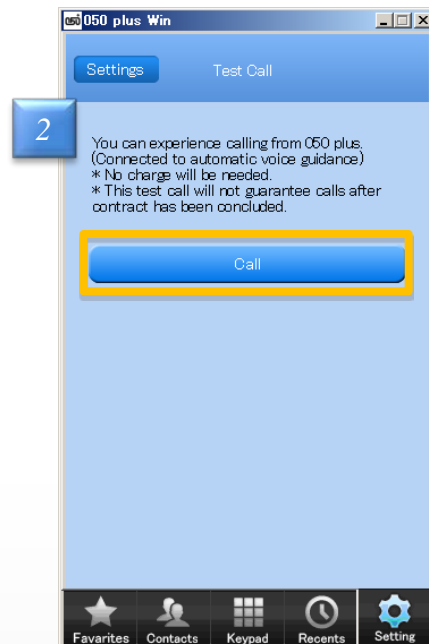 050 050 plus Win
Settings Test Call
2
You can experience calling from 050 plus.
(Connected to automatic voice guidance)
* No charge will be needed.
* This test call will not guarantee calls after
contract has been concluded.
Call
Favarites Contacts Keypad Recents Setting